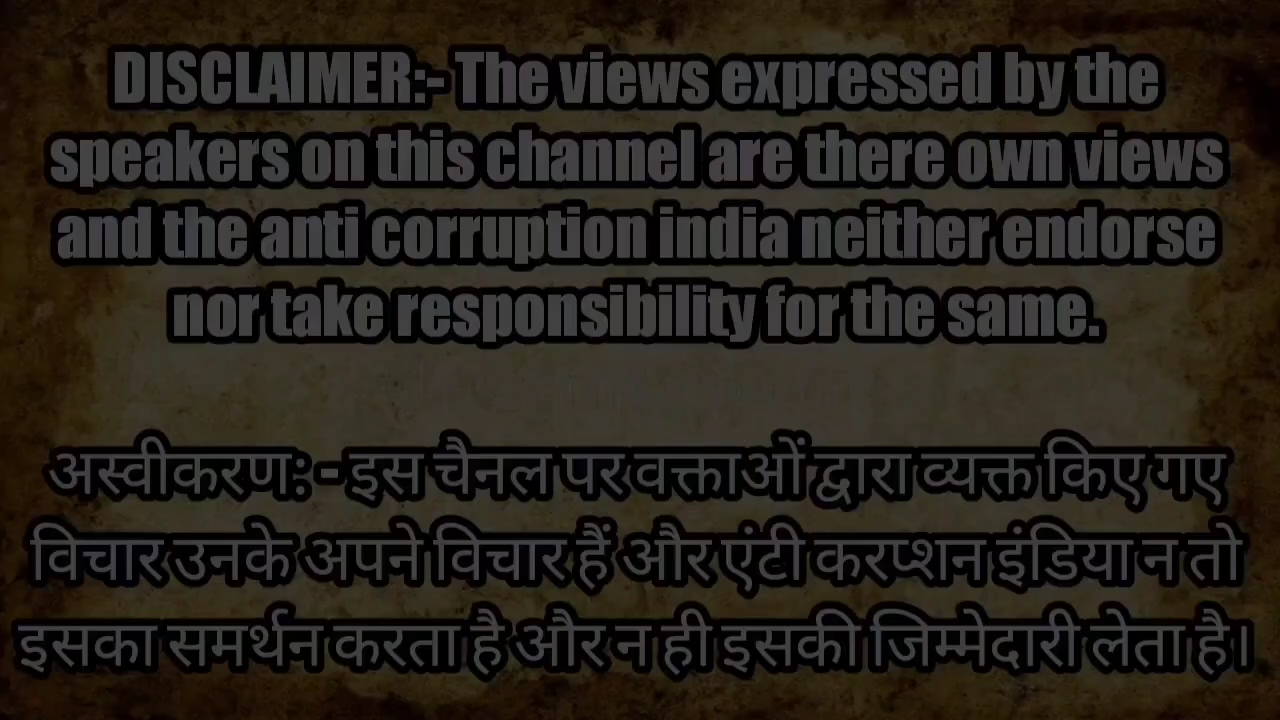 DISCLAIMER:- The views expressed by the
speakers on this channel are there own views
and the anti corruption india neither endorse
nor take responsibility for the same.
अस्वीकरण: - इस चैनल पर वक्ताओं द्वारा व्यक्त किए गए
विचार उनके अपने विचार हैं और एंटी करप्शन इंडिया न तो
इसका समर्थन करता है और न ही इसकी जिम्मेदारी लेता है।